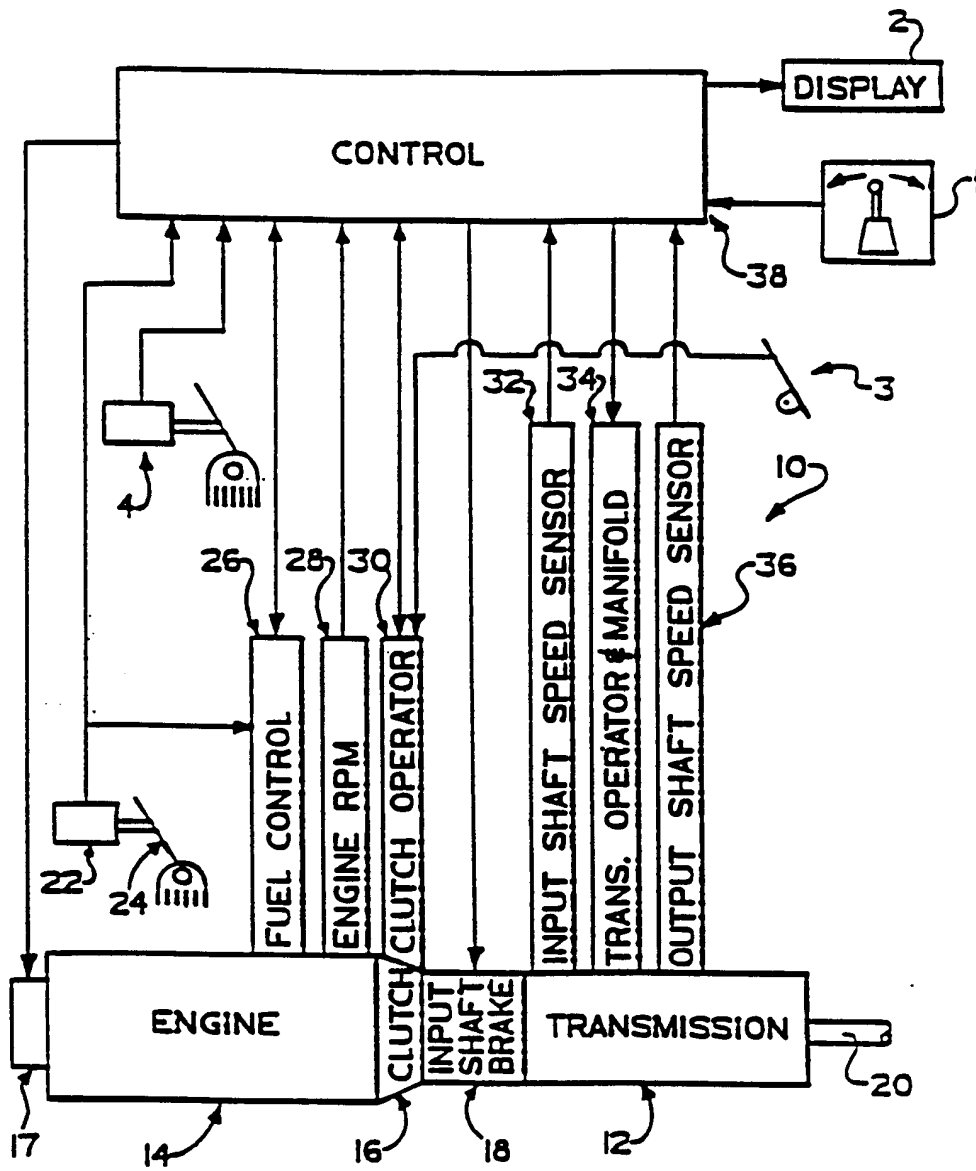 2
DISPLAY
CONTROL
38
3
32
34
4
10
26
28
30
36
FUEL CONTROL
ENGINE RPM
CLUTCH OPERATOR
INPUT SHAFT SPEED SENSOR
TRANS. OPERATOR & MANIFOLD
OUTPUT SHAFT SPEED SENSOR
22
24
ENGINE
CLUTCH
INPUT
SHAFT
BRAKE
TRANSMISSION
20
17
14
16
18
12